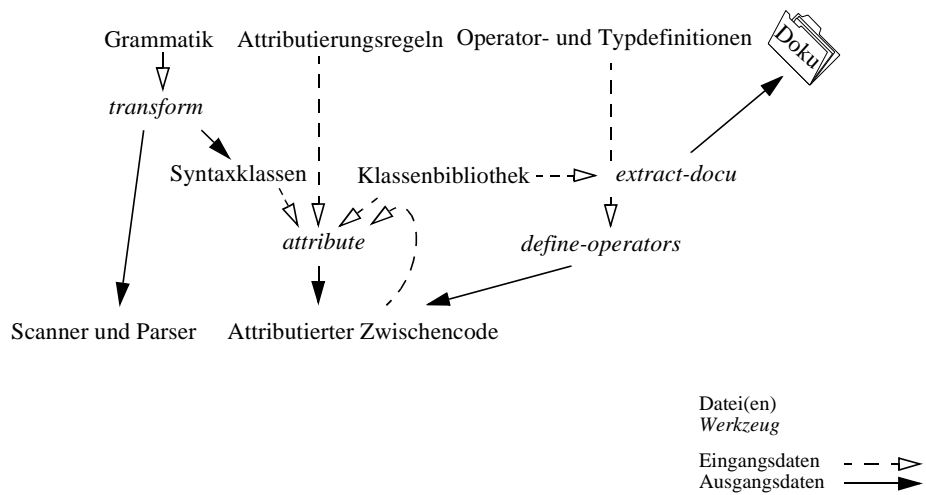 Grammatik Attributierungsregeln Operator- und Typdefinitionen Doku
transform
Syntaxklassen Klassenbibliothek extract-docu
attribute define-operators
Scanner und Parser Attributierter Zwischencode
Datei(en)
Werkzeug
Eingangsdaten
Ausgangsdaten